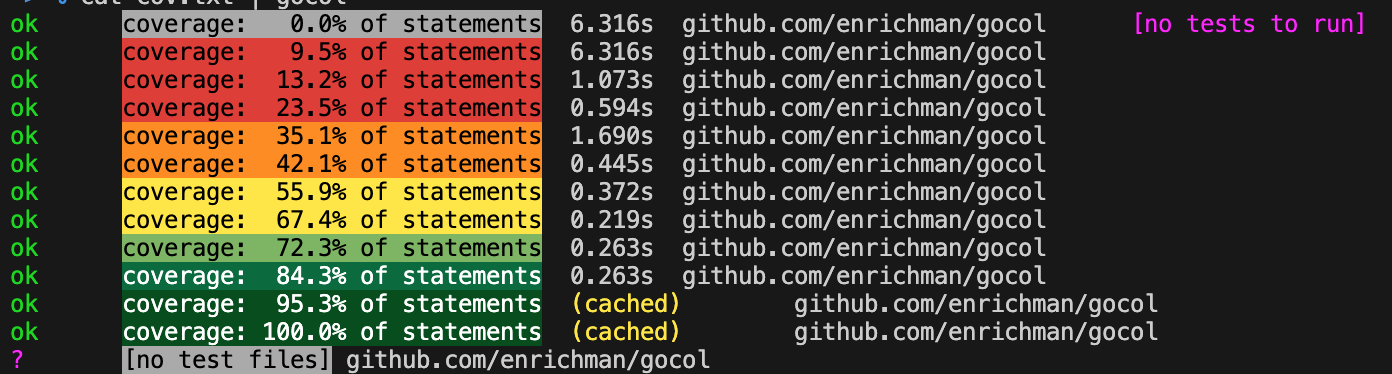 cat cov.txt | gocol
ok coverage: 0.0% of statements 6.316s github.com/enrichman/gocol [no tests to run]
ok coverage: 9.5% of statements 6.316s github.com/enrichman/gocol
ok coverage: 13.2% of statements 1.073s github.com/enrichman/gocol
ok coverage: 23.5% of statements 0.594s github.com/enrichman/gocol
ok coverage: 35.1% of statements 1.690s github.com/enrichman/gocol
ok coverage: 42.1% of statements 0.445s github.com/enrichman/gocol
ok coverage: 55.9% of statements 0.372s github.com/enrichman/gocol
ok coverage: 67.4% of statements 0.219s github.com/enrichman/gocol
ok coverage: 72.3% of statements 0.263s github.com/enrichman/gocol
ok coverage: 84.3% of statements 0.263s github.com/enrichman/gocol
ok coverage: 95.3% of statements (cached) github.com/enrichman/gocol
ok coverage: 100.0% of statements (cached) github.com/enrichman/gocol
? [no test files] github.com/enrichman/gocol